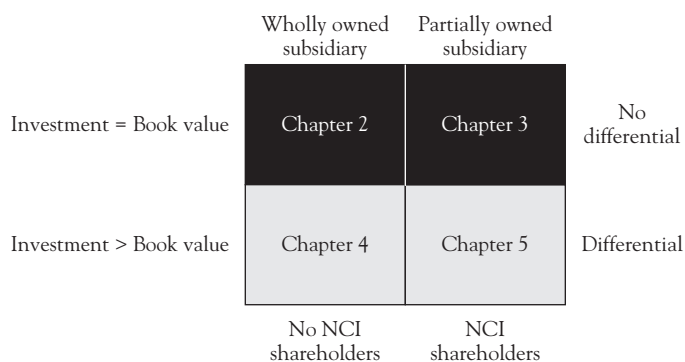 Wholly owned
subsidiary
Partially owned
subsidiary
Investment = Book value
Chapter 2
Chapter 3
No
differential
Investment > Book value
Chapter 4
Chapter 5
Differential
No NCI
shareholders
NCI
shareholders